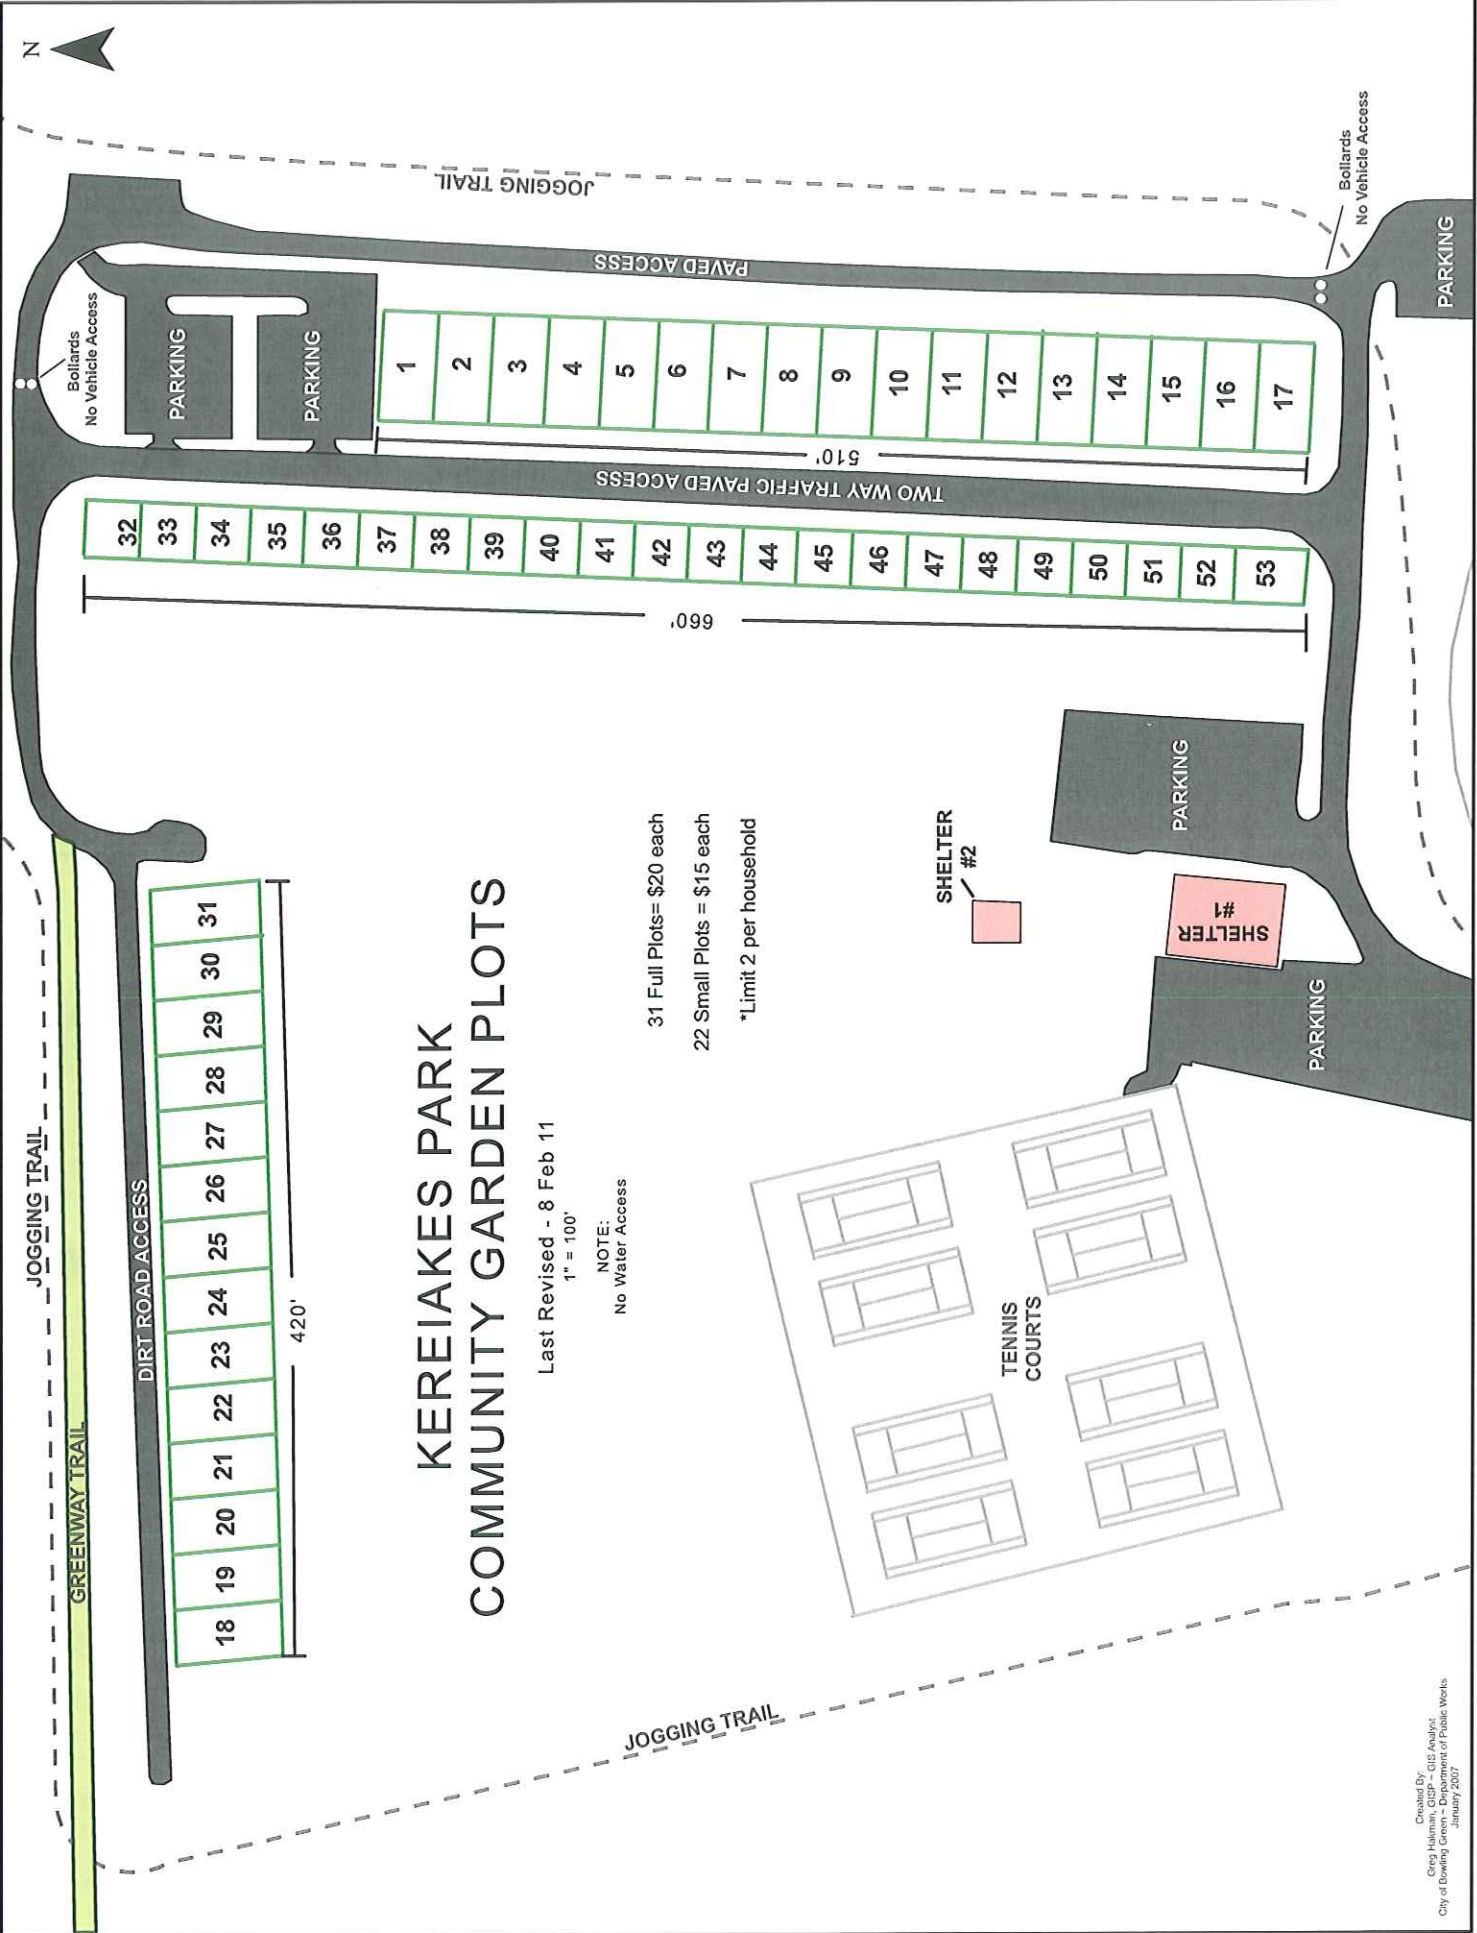 N
JOGGING TRAIL
GREENWAY TRAIL
DIRT ROAD ACCESS
18
19
20
21
22
23
24
25
26
27
28
29
30
31
420'
Bollards
No Vehicle Access
PARKING
PARKING
JOGGING TRAIL
PAVED ACCESS
1
2
3
4
5
6
7
8
9
10
11
12
13
14
15
16
17
510'
TWO WAY TRAFFIC PAVED ACCESS
32
33
34
35
36
37
38
39
40
41
42
43
44
45
46
47
48
49
50
51
52
53
660'
KEREIAKES PARK
COMMUNITY GARDEN PLOTS
Last Revised - 8 Feb 11
1" = 100'
NOTE:
No Water Access
31 Full Plots= $20 each
22 Small Plots = $15 each
*Limit 2 per household
JOGGING TRAIL
TENNIS
COURTS
SHELTER
#2
SHELTER
#1
PARKING
PARKING
Bollards
No Vehicle Access
PARKING
Created By:
Greg Hakman, GISP ~ GIS Analyst
City of Bowling Green ~ Department of Public Works
January 2007